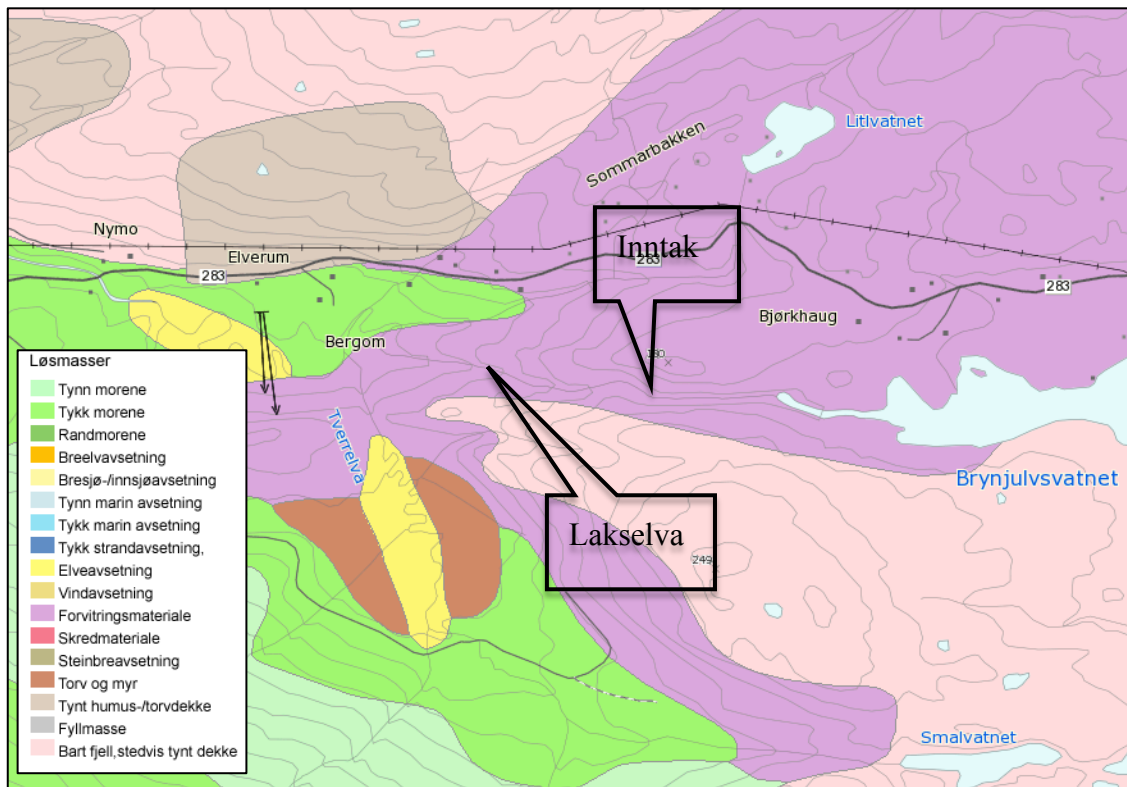 Litlvatnet
Sommarbakken
Nymo
Elverum
283
Inntak
283
283
Bjørkhaug
Bergom
180
Løsmasser
Tynn morene
Tykk morene
Randmorene
Breelvavsetning
Bresjø-/innsjøavsetning
Tynn marin avsetning
Tykk marin avsetning
Tykk strandavsetning,
Elveavsetning
Vindavsetning
Forvitringsmateriale
Skredmateriale
Steinbreavsetning
Torv og myr
Tynt humus-/torvdekke
Fyllmasse
Bart fjell,stedvis tynt dekke
Tverrelva
Brynjulvsvatnet
Lakselva
249
Smalvatnet